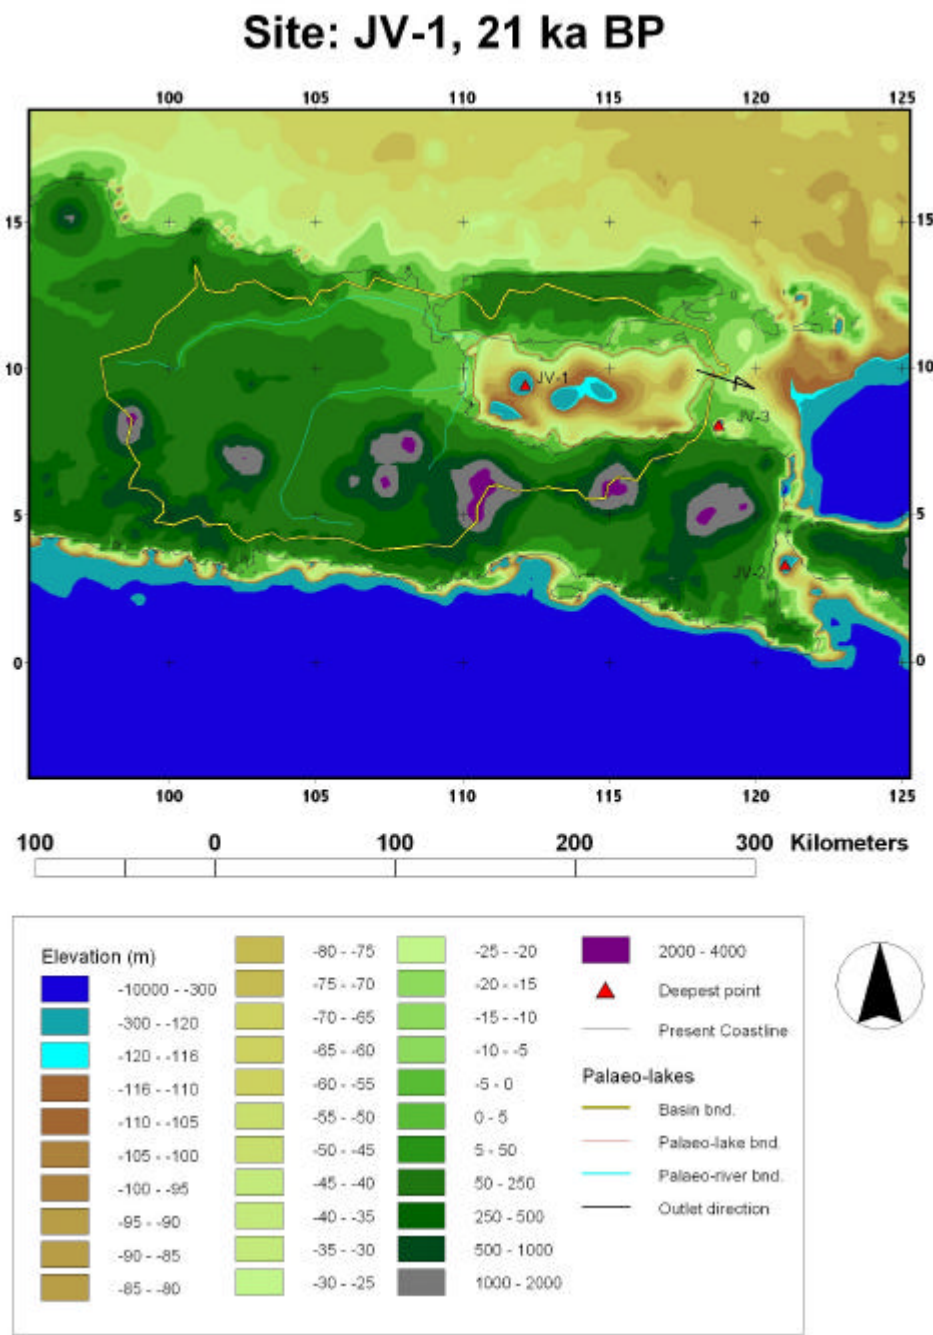 Site: JV-1, 21 ka BP
100 105 110 115 120 125
15 15
10 10
5 5
0 0
JV-1
JV-3
JV-2
100 105 110 115 120 125
100 0 100 200 300 Kilometers
Elevation (m)
-10000 - -300
-300 - -120
-120 - -116
-116 - -110
-110 - -105
-105 - -100
-100 - -95
-95 - -90
-90 - -85
-85 - -80
-80 - -75
-75 - -70
-70 - -65
-65 - -60
-60 - -55
-55 - -50
-50 - -45
-45 - -40
-40 - -35
-35 - -30
-30 - -25
-25 - -20
-20 - -15
-15 - -10
-10 - -5
-5 - 0
0 - 5
5 - 50
50 - 250
250 - 500
500 - 1000
1000 - 2000
2000 - 4000
Deepest point
Present Coastline
Palaeo-lakes
Basin bnd.
Palaeo-lake bnd.
Palaeo-river bnd.
Outlet direction